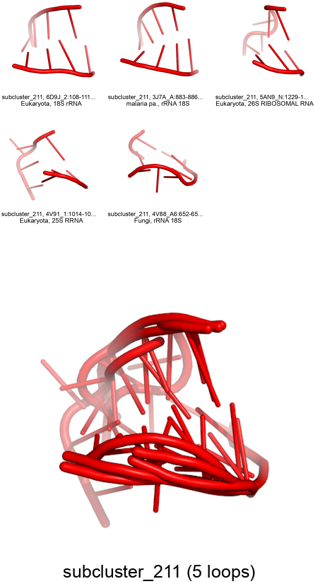 subcluster_211, 6D9J_2:108-111...
Eukaryota, 18S rRNA
subcluster_211, 3J7A_A:883-886...
malaria pa., rRNA 18S
subcluster_211, 5AN9_N:1229-1...
Eukaryota, 26S RIBOSOMAL RNA
subcluster_211, 4V91_1:1014-10...
Eukaryota, 25S RRNA
subcluster_211, 4V88_A6:652-65...
Fungi, rRNA 18S
subcluster_211 (5 loops)